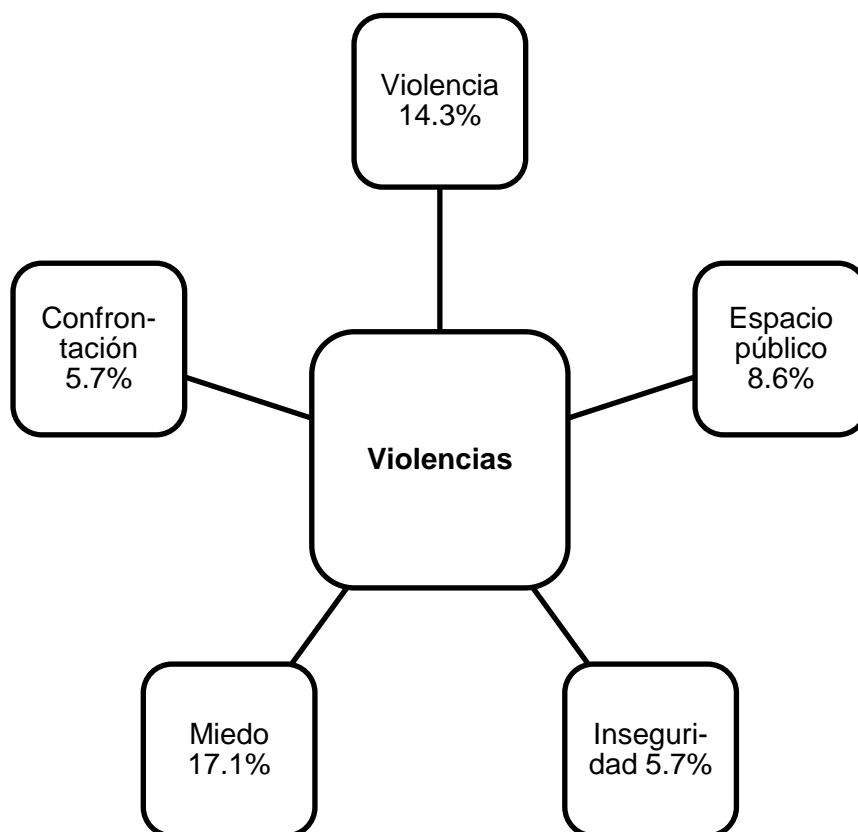 Violencia
14.3%
Confron-
tación
5.7%
Espacio
público
8.6%
Violencias
Miedo
17.1%
Inseguri-
dad 5.7%